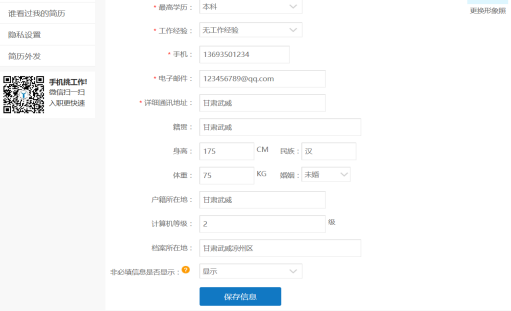 谁看过我的简历
隐私设置
简历外发
手机挑工作!
微信扫一扫
入职更快速
* 最高学历: 本科
* 工作经验: 无工作经验
* 手机: 13693501234
* 电子邮件: 123456789@qq.com
* 详细通讯地址: 甘肃武威
籍贯: 甘肃武威
身高: 175 CM 民族: 汉
体重: 75 KG 婚姻: 未婚
户籍所在地: 甘肃武威
计算机等级: 2 级
档案所在地: 甘肃武威凉州区
非必填信息是否显示: ? 显示
保存信息
更换形象照